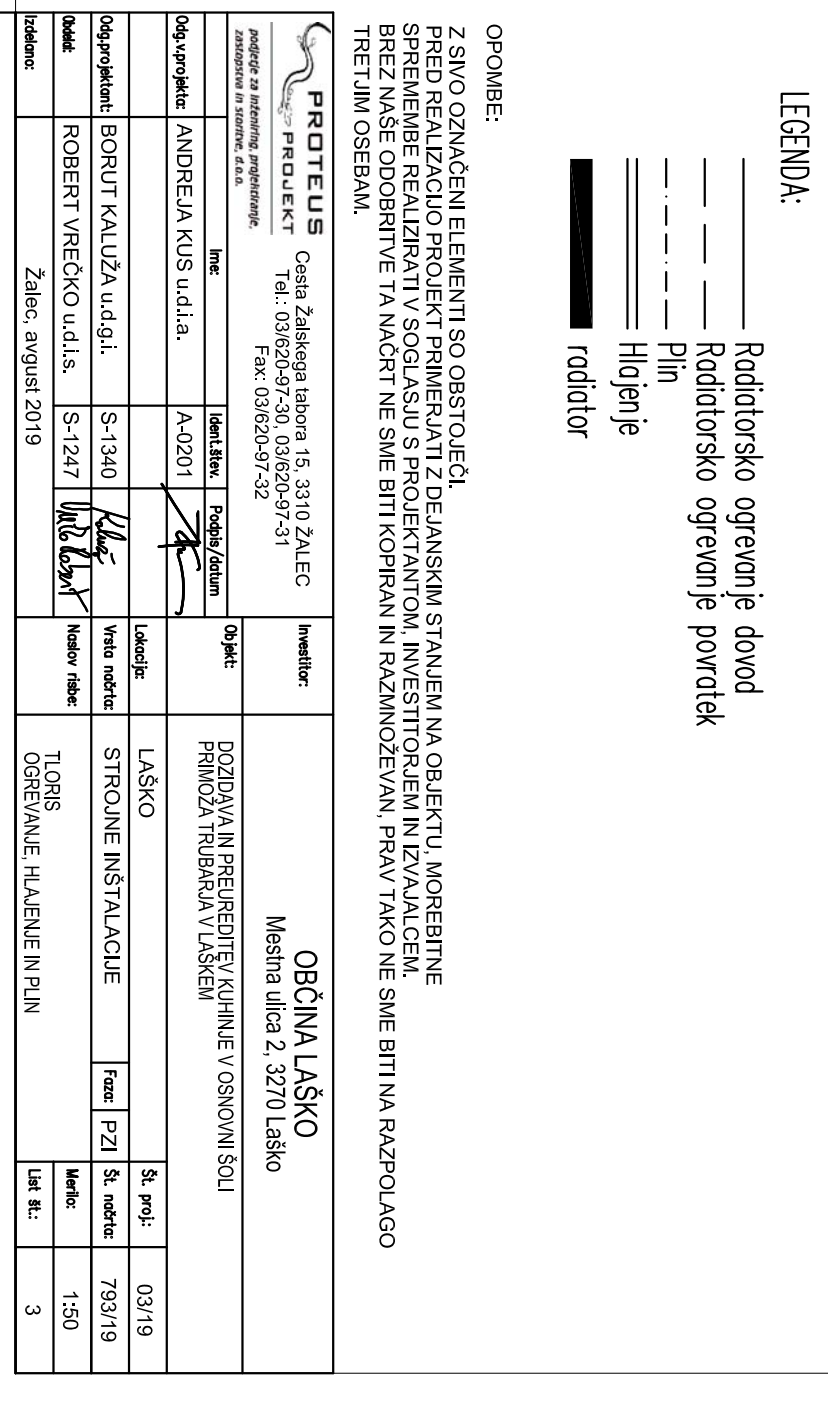 LEGENDA:
Radiatorsko ogrevanje dovod
Radiatorsko ogrevanje povratek
Plin
Hlajenje
radiator
OPOMBE:
Z SIVO OZNAČENI ELEMENTI SO OBSTOJEČI.
PRED REALIZACIJO PROJEKT PRIMERJATI Z DEJANSKIM STANJEM NA OBJEKTU, MOREBITNE
SPREMEMBE REALIZIRATI V SOGLASJU S PROJEKTANTOM, INVESTITORJEM IN IZVAJALCEM.
BREZ NAŠE ODOBRITVE TA NAČRT NE SME BITI KOPIRAN IN RAZMNOŽEVAN, PRAV TAKO NE SME BITI NA RAZPOLAGO
TRETJIM OSEBAM.
PROTEUS
PROJEKT
podjetje za inženiring, projektiranje,
zastopstva in storitve, d.o.o.
Cesta Žalskega tabora 15, 3310 ŽALEC
Tel.: 03/620-97-30, 03/620-97-31
Fax: 03/620-97-32
Investitor:
OBČINA LAŠKO
Mestna ulica 2, 3270 Laško
Ime: Ident.štev. Podpis/datum
Odg.v.projekta: ANDREJA KUS u.d.i.a. A-0201
Objekt:
DOZIDAVA IN PREUREDITEV KUHINJE V OSNOVNI ŠOLI
PRIMOŽA TRUBARJA V LAŠKEM
Lokacija: LAŠKO Št. proj.: 03/19
Odg.projektant: BORUT KALUŽA u.d.g.i. S-1340 Kaluža
Vrsta načrta: STROJNE INŠTALACIJE Faza: PZI Št. načrta: 793/19
Obdelal: ROBERT VREČKO u.d.i.s. S-1247
Naslov risbe:
TLORIS
OGREVANJE, HLAJENJE IN PLIN
Merilo: 1:50
Izdelano: Žalec, avgust 2019
List št.: 3